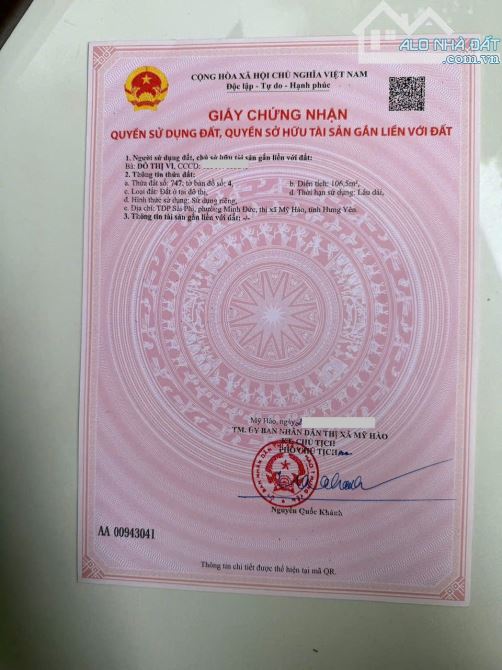 ALO NHÀ ĐẤT
.com.vn
CỘNG HÒA XÃ HỘI CHỦ NGHĨA VIỆT NAM
Độc lập - Tự do - Hạnh phúc
GIẤY CHỨNG NHẬN
QUYỀN SỬ DỤNG ĐẤT, QUYỀN SỞ HỮU TÀI SẢN GẮN LIỀN VỚI ĐẤT
1. Người sử dụng đất, chủ sở hữu tài sản gắn liền với đất:
Bà: ĐỖ THỊ VI, CCCD:
2. Thông tin thửa đất:
a. Thửa đất số: 747, tờ bản đồ số: 4, b. Diện tích: 106,5m²,
c. Loại đất: Đất ở tại đô thị, d. Thời hạn sử dụng: Lâu dài,
đ. Hình thức sử dụng: Sử dụng riêng,
e. Địa chỉ: TDP Sài Phi, phường Minh Đức, thị xã Mỹ Hào, tỉnh Hưng Yên.
3. Thông tin tài sản gắn liền với đất: -/-
Mỹ Hào, ngày
TM. ỦY BAN NHÂN DÂN THỊ XÃ MỸ HÀO
KT. CHỦ TỊCH
PHÓ CHỦ TỊCH
Nguyễn Quốc Khánh
AA 00943041
Thông tin chi tiết được thể hiện tại mã QR.